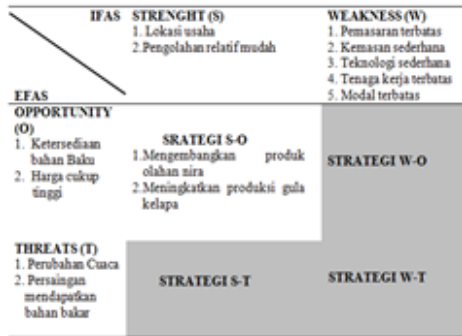 IFAS
STRENGHT (S)
1. Lokasi usaha
2.Pengolahan relatif mudah
WEAKNESS (W)
1. Pemasaran terbatas
2. Kemasan sederhana
3. Teknologi sederhana
4. Tenaga kerja terbatas
5. Modal terbatas
EFAS
OPPORTUNITY
(O)
1. Ketersediaan
bahan Baku
2. Harga cukup
tinggi
SRATEGI S-O
1.Mengembangkan produk
olahan nira
2.Meningkatkan produksi gula
kelapa
STRATEGI W-O
THREATS (T)
1. Perubahan Cuaca
2. Persaingan
mendapatkan
bahan bakar
STRATEGI S-T
STRATEGI W-T